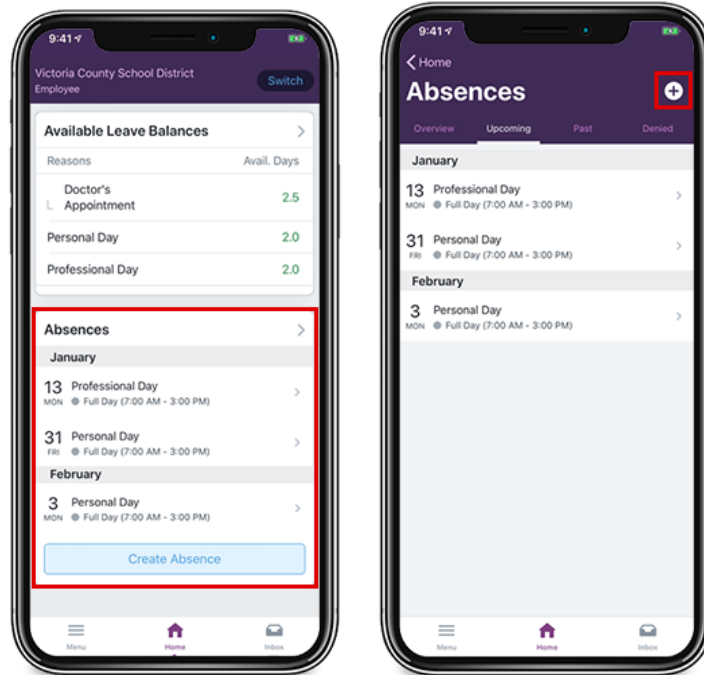 9:41
Victoria County School District
Employee
Switch
Available Leave Balances
Reasons Avail. Days
Doctor's
Appointment
2.5
Personal Day 2.0
Professional Day 2.0
Absences
January
13 Professional Day
MON Full Day (7:00 AM - 3:00 PM)
31 Personal Day
FRI Full Day (7:00 AM - 3:00 PM)
February
3 Personal Day
MON Full Day (7:00 AM - 3:00 PM)
Create Absence
Menu Home Inbox
9:41
Home
Absences
Overview Upcoming Past Denied
January
13 Professional Day
MON Full Day (7:00 AM - 3:00 PM)
31 Personal Day
FRI Full Day (7:00 AM - 3:00 PM)
February
3 Personal Day
MON Full Day (7:00 AM - 3:00 PM)
Menu Home Inbox